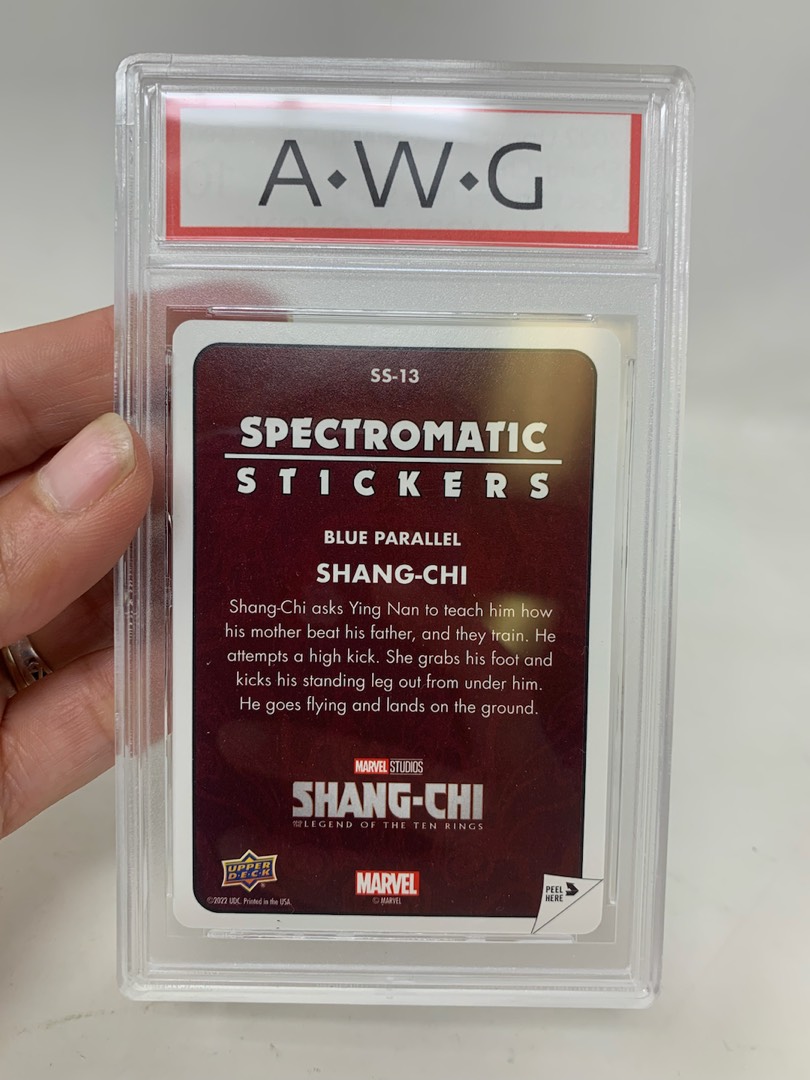 A◆W◆G
SS-13
SPECTROMATIC
STICKERS
BLUE PARALLEL
SHANG-CHI
Shang-Chi asks Ying Nan to teach him how
his mother beat his father, and they train. He
attempts a high kick. She grabs his foot and
kicks his standing leg out from under him.
He goes flying and lands on the ground.
MARVEL STUDIOS
SHANG-CHI
AND THE LEGEND OF THE TEN RINGS
UPPER
D·E·C·K
MARVEL
PEEL
HERE
©2022 UDC. Printed in the USA.
© MARVEL